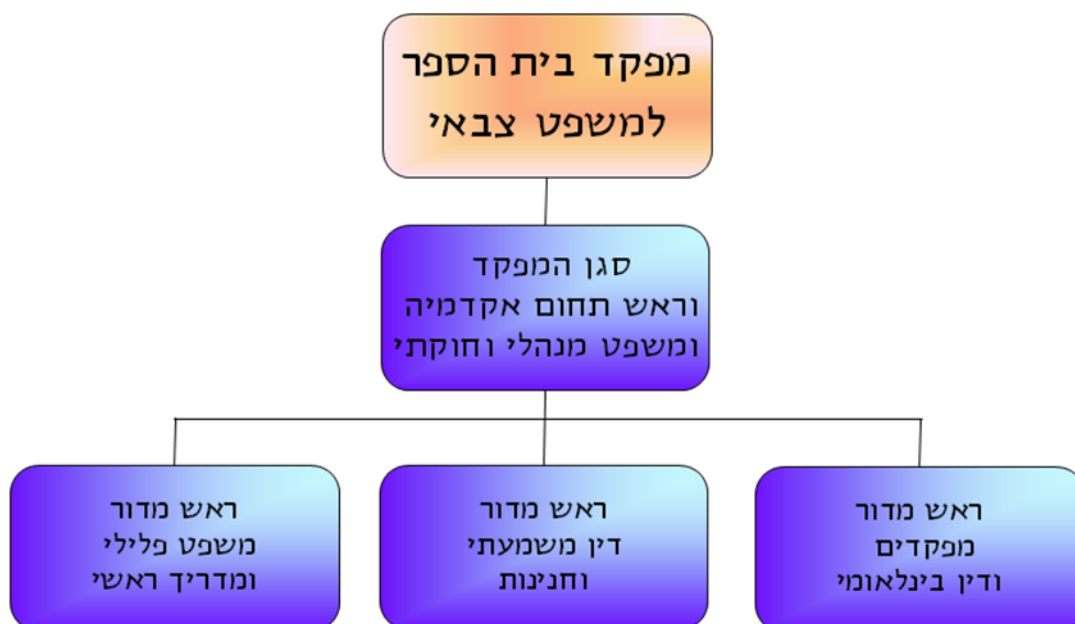 מפקד בית הספר
למשפט צבאי
סגן המפקד
וראש תחום אקדמיה
ומשפט מנהלי וחוקתי
ראש מדור
מפקדים
ודין בינלאומי
ראש מדור
דין משמעתי
וחנינות
ראש מדור
משפט פלילי
ומדריך ראשי